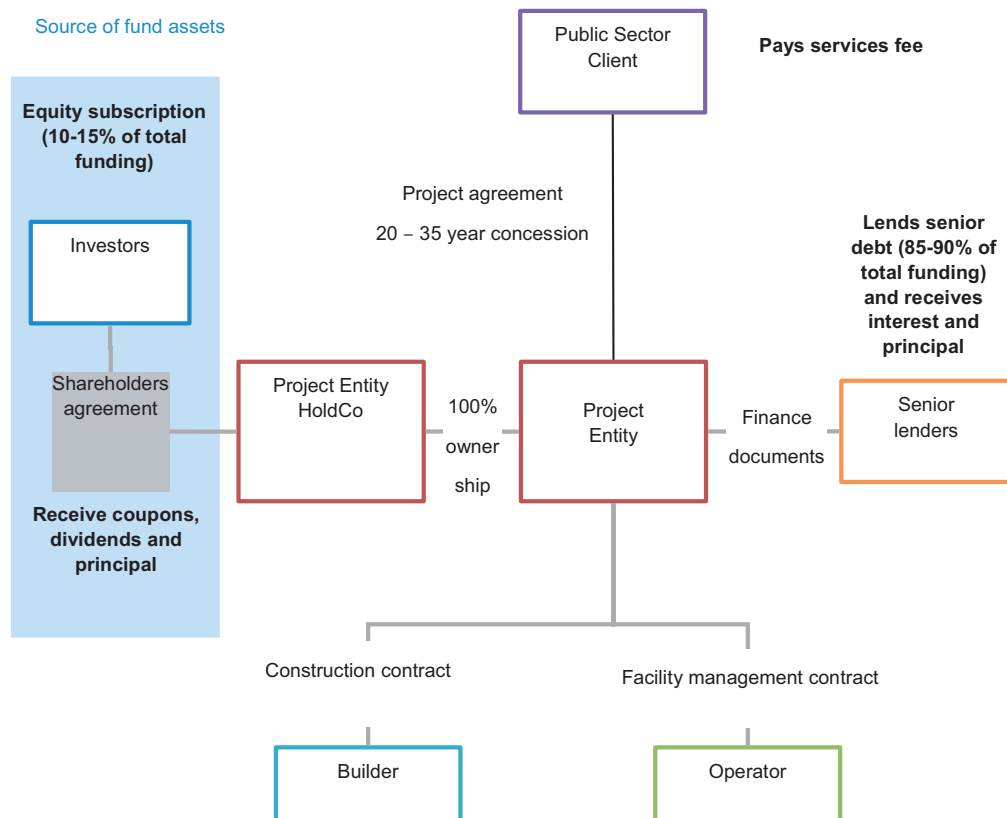 Source of fund assets
Public Sector
Client
Pays services fee
Equity subscription
(10-15% of total
funding)
Project agreement
20 – 35 year concession
Investors
Lends senior
debt (85-90% of
total funding)
and receives
interest and
principal
Shareholders
agreement
Project Entity
HoldCo
100%
owner
ship
Project
Entity
Finance
documents
Senior
lenders
Receive coupons,
dividends and
principal
Construction contract
Facility management contract
Builder
Operator